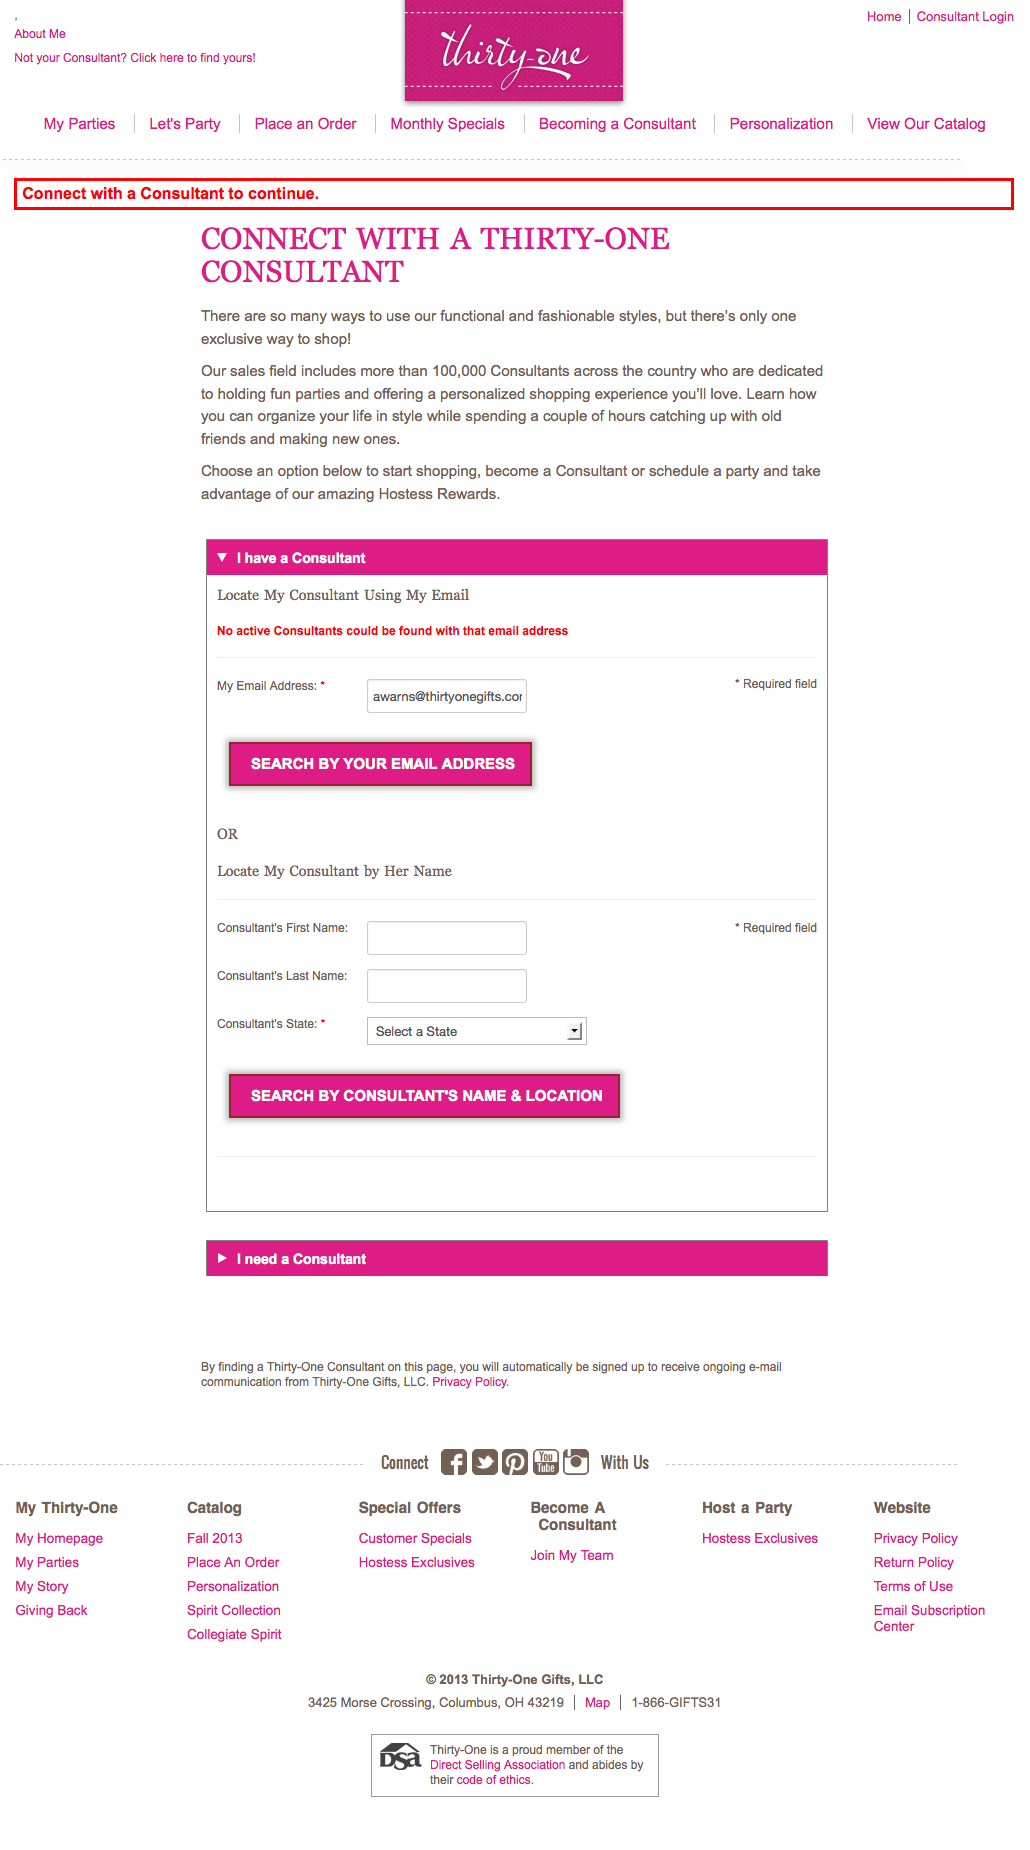 ,
About Me
Not your Consultant? Click here to find yours!
thirty-one
Home | Consultant Login
My Parties | Let's Party | Place an Order | Monthly Specials | Becoming a Consultant | Personalization | View Our Catalog
Connect with a Consultant to continue.
CONNECT WITH A THIRTY-ONE
CONSULTANT
There are so many ways to use our functional and fashionable styles, but there's only one
exclusive way to shop!
Our sales field includes more than 100,000 Consultants across the country who are dedicated
to holding fun parties and offering a personalized shopping experience you'll love. Learn how
you can organize your life in style while spending a couple of hours catching up with old
friends and making new ones.
Choose an option below to start shopping, become a Consultant or schedule a party and take
advantage of our amazing Hostess Rewards.
I have a Consultant
Locate My Consultant Using My Email
No active Consultants could be found with that email address
My Email Address: * awarns@thirtyonegifts.cor * Required field
SEARCH BY YOUR EMAIL ADDRESS
OR
Locate My Consultant by Her Name
Consultant's First Name: * Required field
Consultant's Last Name:
Consultant's State: * Select a State
SEARCH BY CONSULTANT'S NAME & LOCATION
I need a Consultant
By finding a Thirty-One Consultant on this page, you will automatically be signed up to receive ongoing e-mail
communication from Thirty-One Gifts, LLC. Privacy Policy.
Connect You Tube With Us
My Thirty-One
My Homepage
My Parties
My Story
Giving Back
Catalog
Fall 2013
Place An Order
Personalization
Spirit Collection
Collegiate Spirit
Special Offers
Customer Specials
Hostess Exclusives
Become A
Consultant
Join My Team
Host a Party
Hostess Exclusives
Website
Privacy Policy
Return Policy
Terms of Use
Email Subscription
Center
© 2013 Thirty-One Gifts, LLC
3425 Morse Crossing, Columbus, OH 43219 | Map | 1-866-GIFTS31
DSA
Thirty-One is a proud member of the
Direct Selling Association and abides by
their code of ethics.